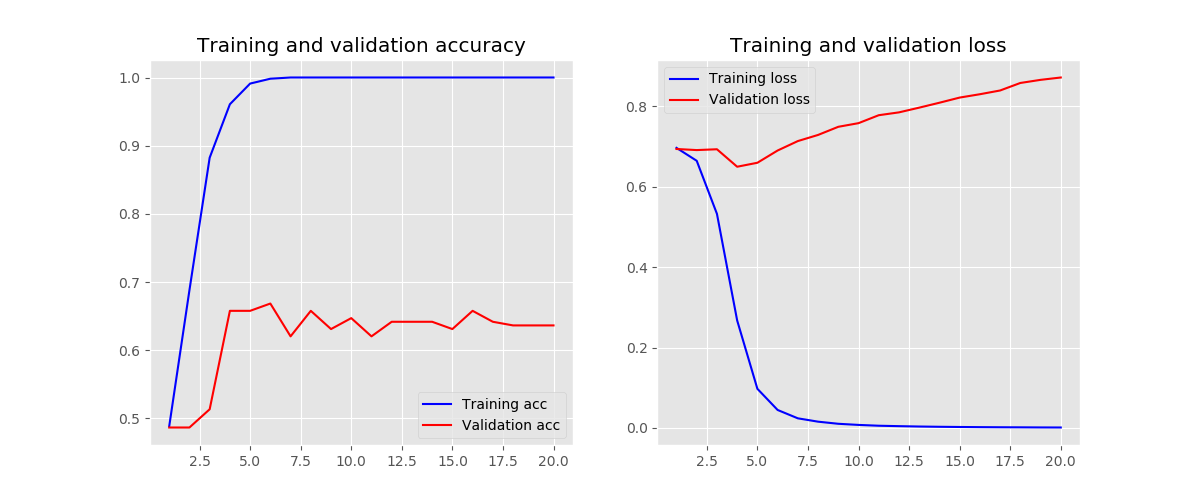 Training and validation accuracy
1.0
0.9
0.8
0.7
0.6
0.5
Training acc
Validation acc
2.5 5.0 7.5 10.0 12.5 15.0 17.5 20.0
Training and validation loss
Training loss
Validation loss
0.8
0.6
0.4
0.2
0.0
2.5 5.0 7.5 10.0 12.5 15.0 17.5 20.0